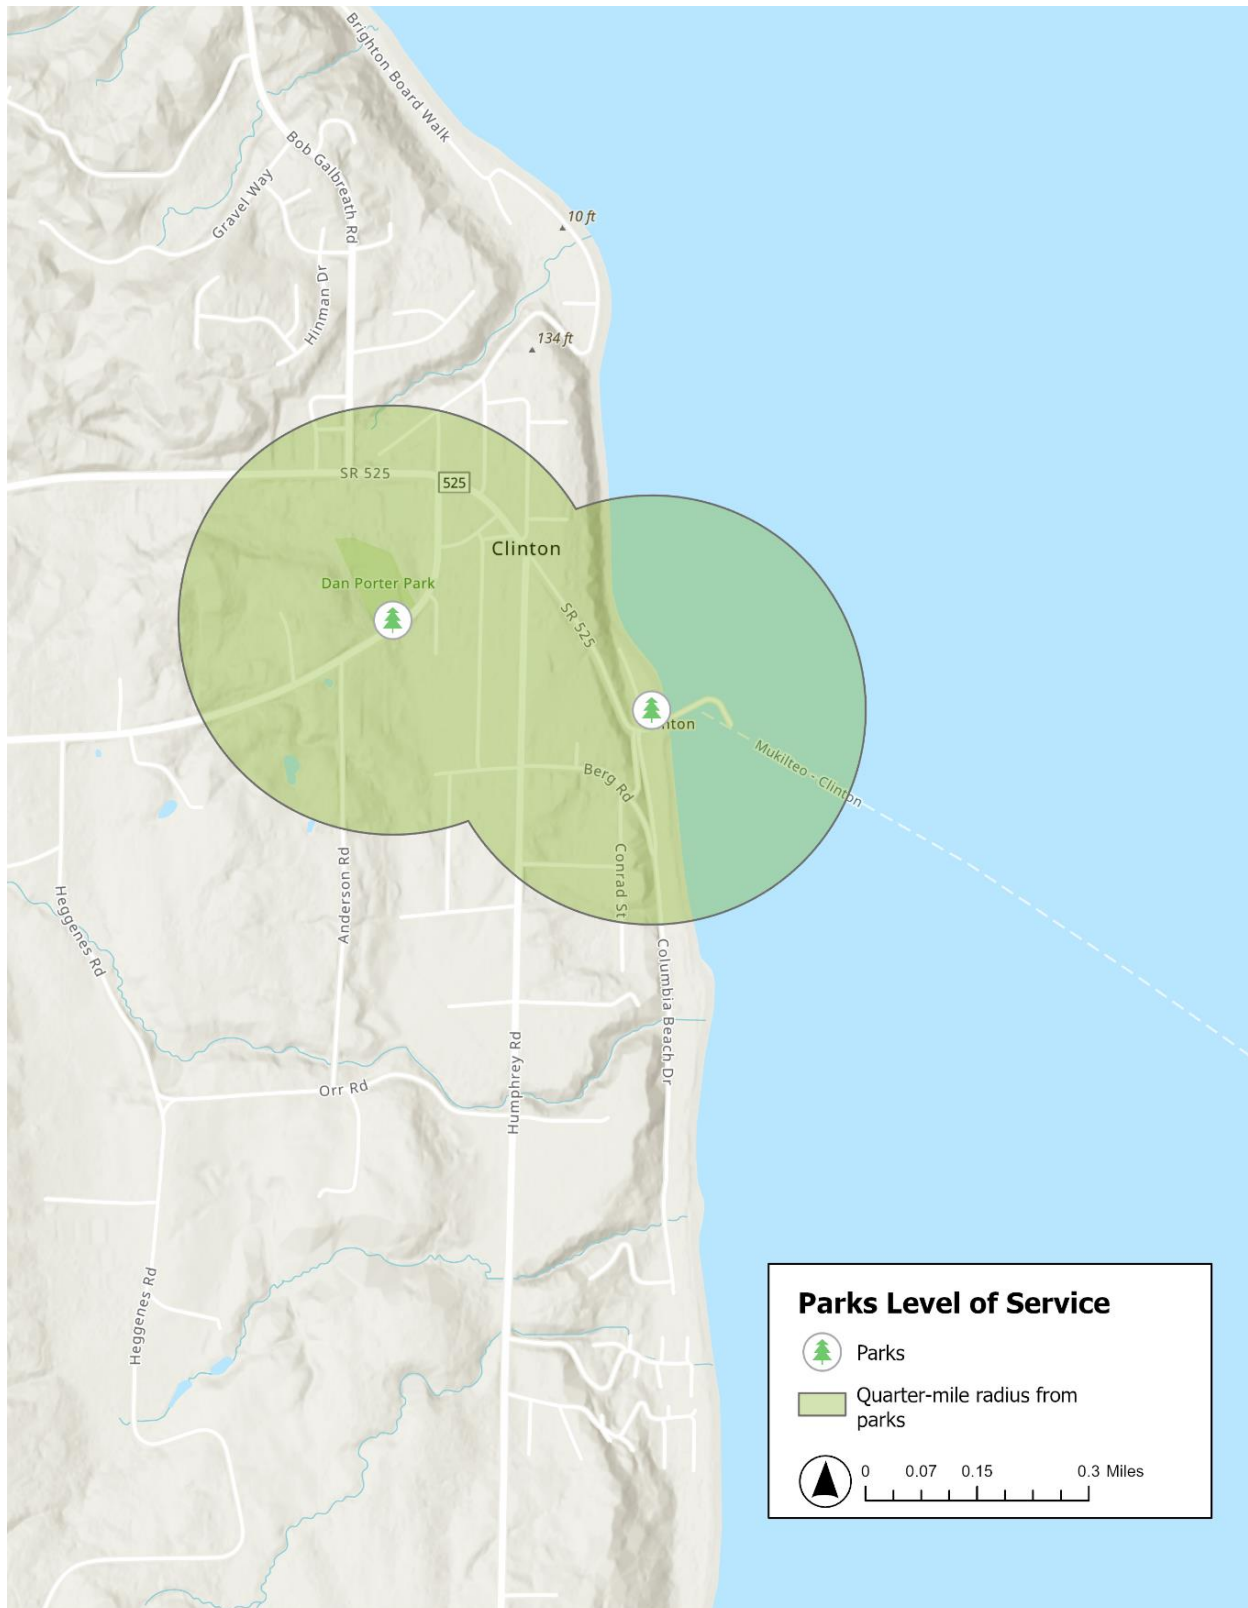 Brighton Board Walk
Bob Galbreath Rd
Gravel Way
10 ft
Hinman Dr
134 ft
SR 525
525
Clinton
Dan Porter Park
SR 525
nton
Mukilteo - Clinton
Berg Rd
Conrad St
Anderson Rd
Heggenes Rd
Columbia Beach Dr
Humphrey Rd
Orr Rd
Heggenes Rd
Parks Level of Service
Parks
Quarter-mile radius from
parks
0 0.07 0.15 0.3 Miles